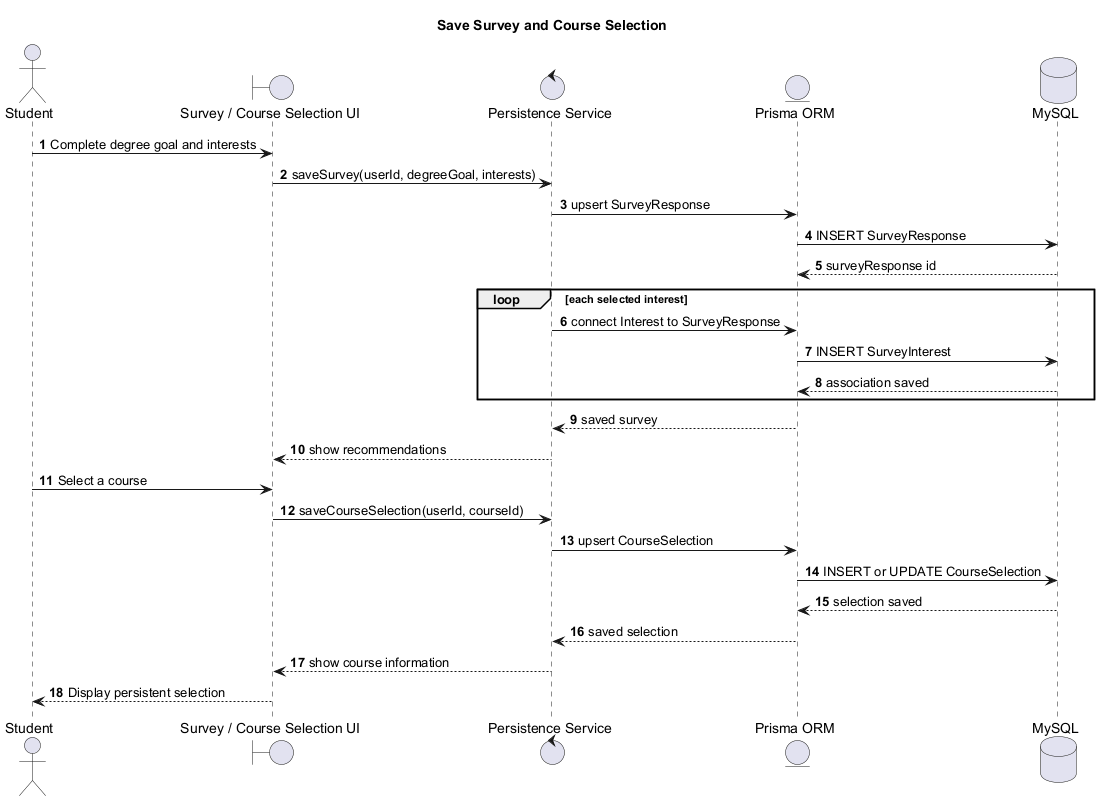 Save Survey and Course Selection
Student
Survey / Course Selection UI
Persistence Service
Prisma ORM
MySQL
1 Complete degree goal and interests
2 saveSurvey(userId, degreeGoal, interests)
3 upsert SurveyResponse
4 INSERT SurveyResponse
5 surveyResponse id
loop [each selected interest]
6 connect Interest to SurveyResponse
7 INSERT SurveyInterest
8 association saved
9 saved survey
10 show recommendations
11 Select a course
12 saveCourseSelection(userId, courseId)
13 upsert CourseSelection
14 INSERT or UPDATE CourseSelection
15 selection saved
16 saved selection
17 show course information
18 Display persistent selection
Student
Survey / Course Selection UI
Persistence Service
Prisma ORM
MySQL